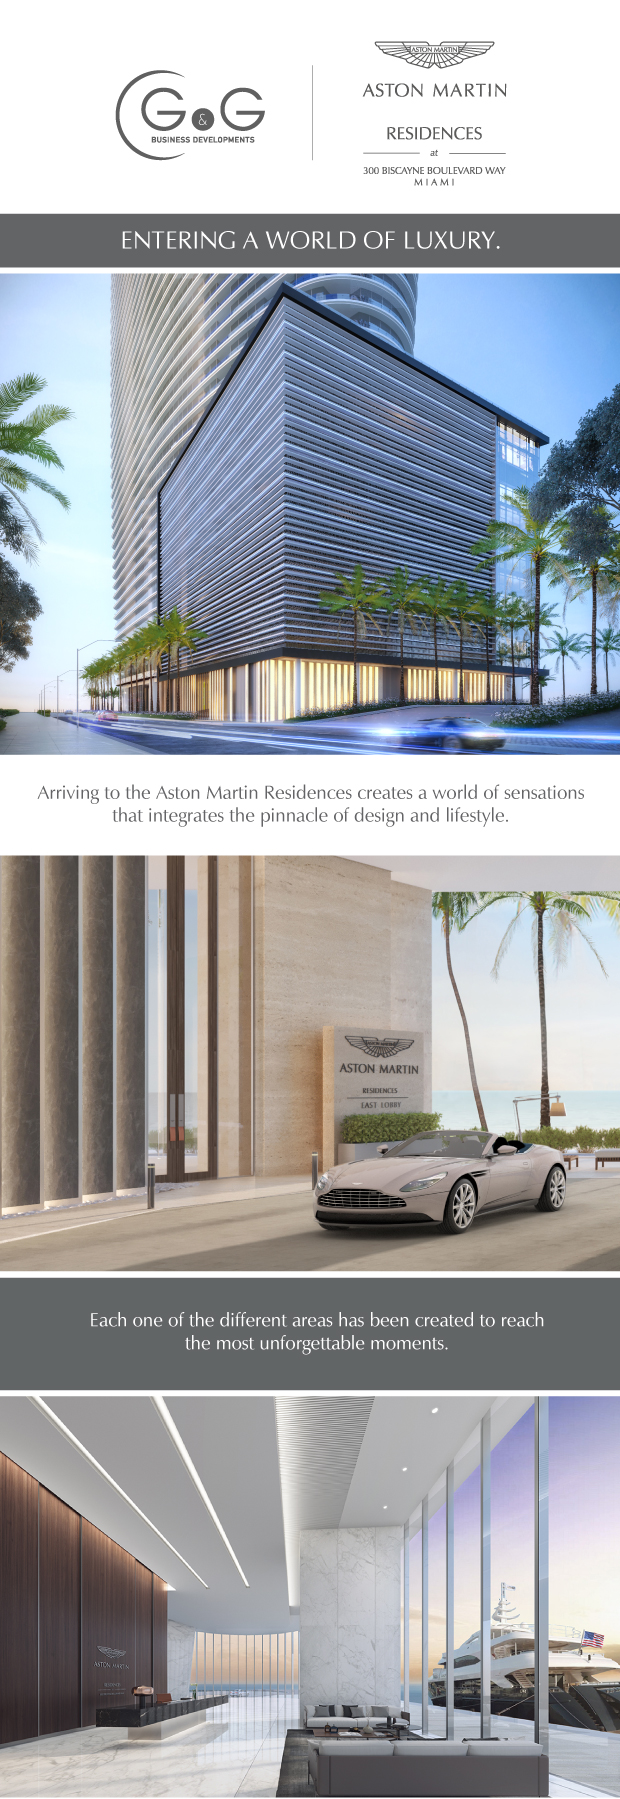 G&G
BUSINESS DEVELOPMENTS
ASTON MARTIN
ASTON MARTIN
RESIDENCES
at
300 BISCAYNE BOULEVARD WAY
MIAMI
ENTERING A WORLD OF LUXURY.
Arriving to the Aston Martin Residences creates a world of sensations
that integrates the pinnacle of design and lifestyle.
ASTON MARTIN
RESIDENCES
EAST LOBBY
Each one of the different areas has been created to reach
the most unforgettable moments.
ASTON MARTIN